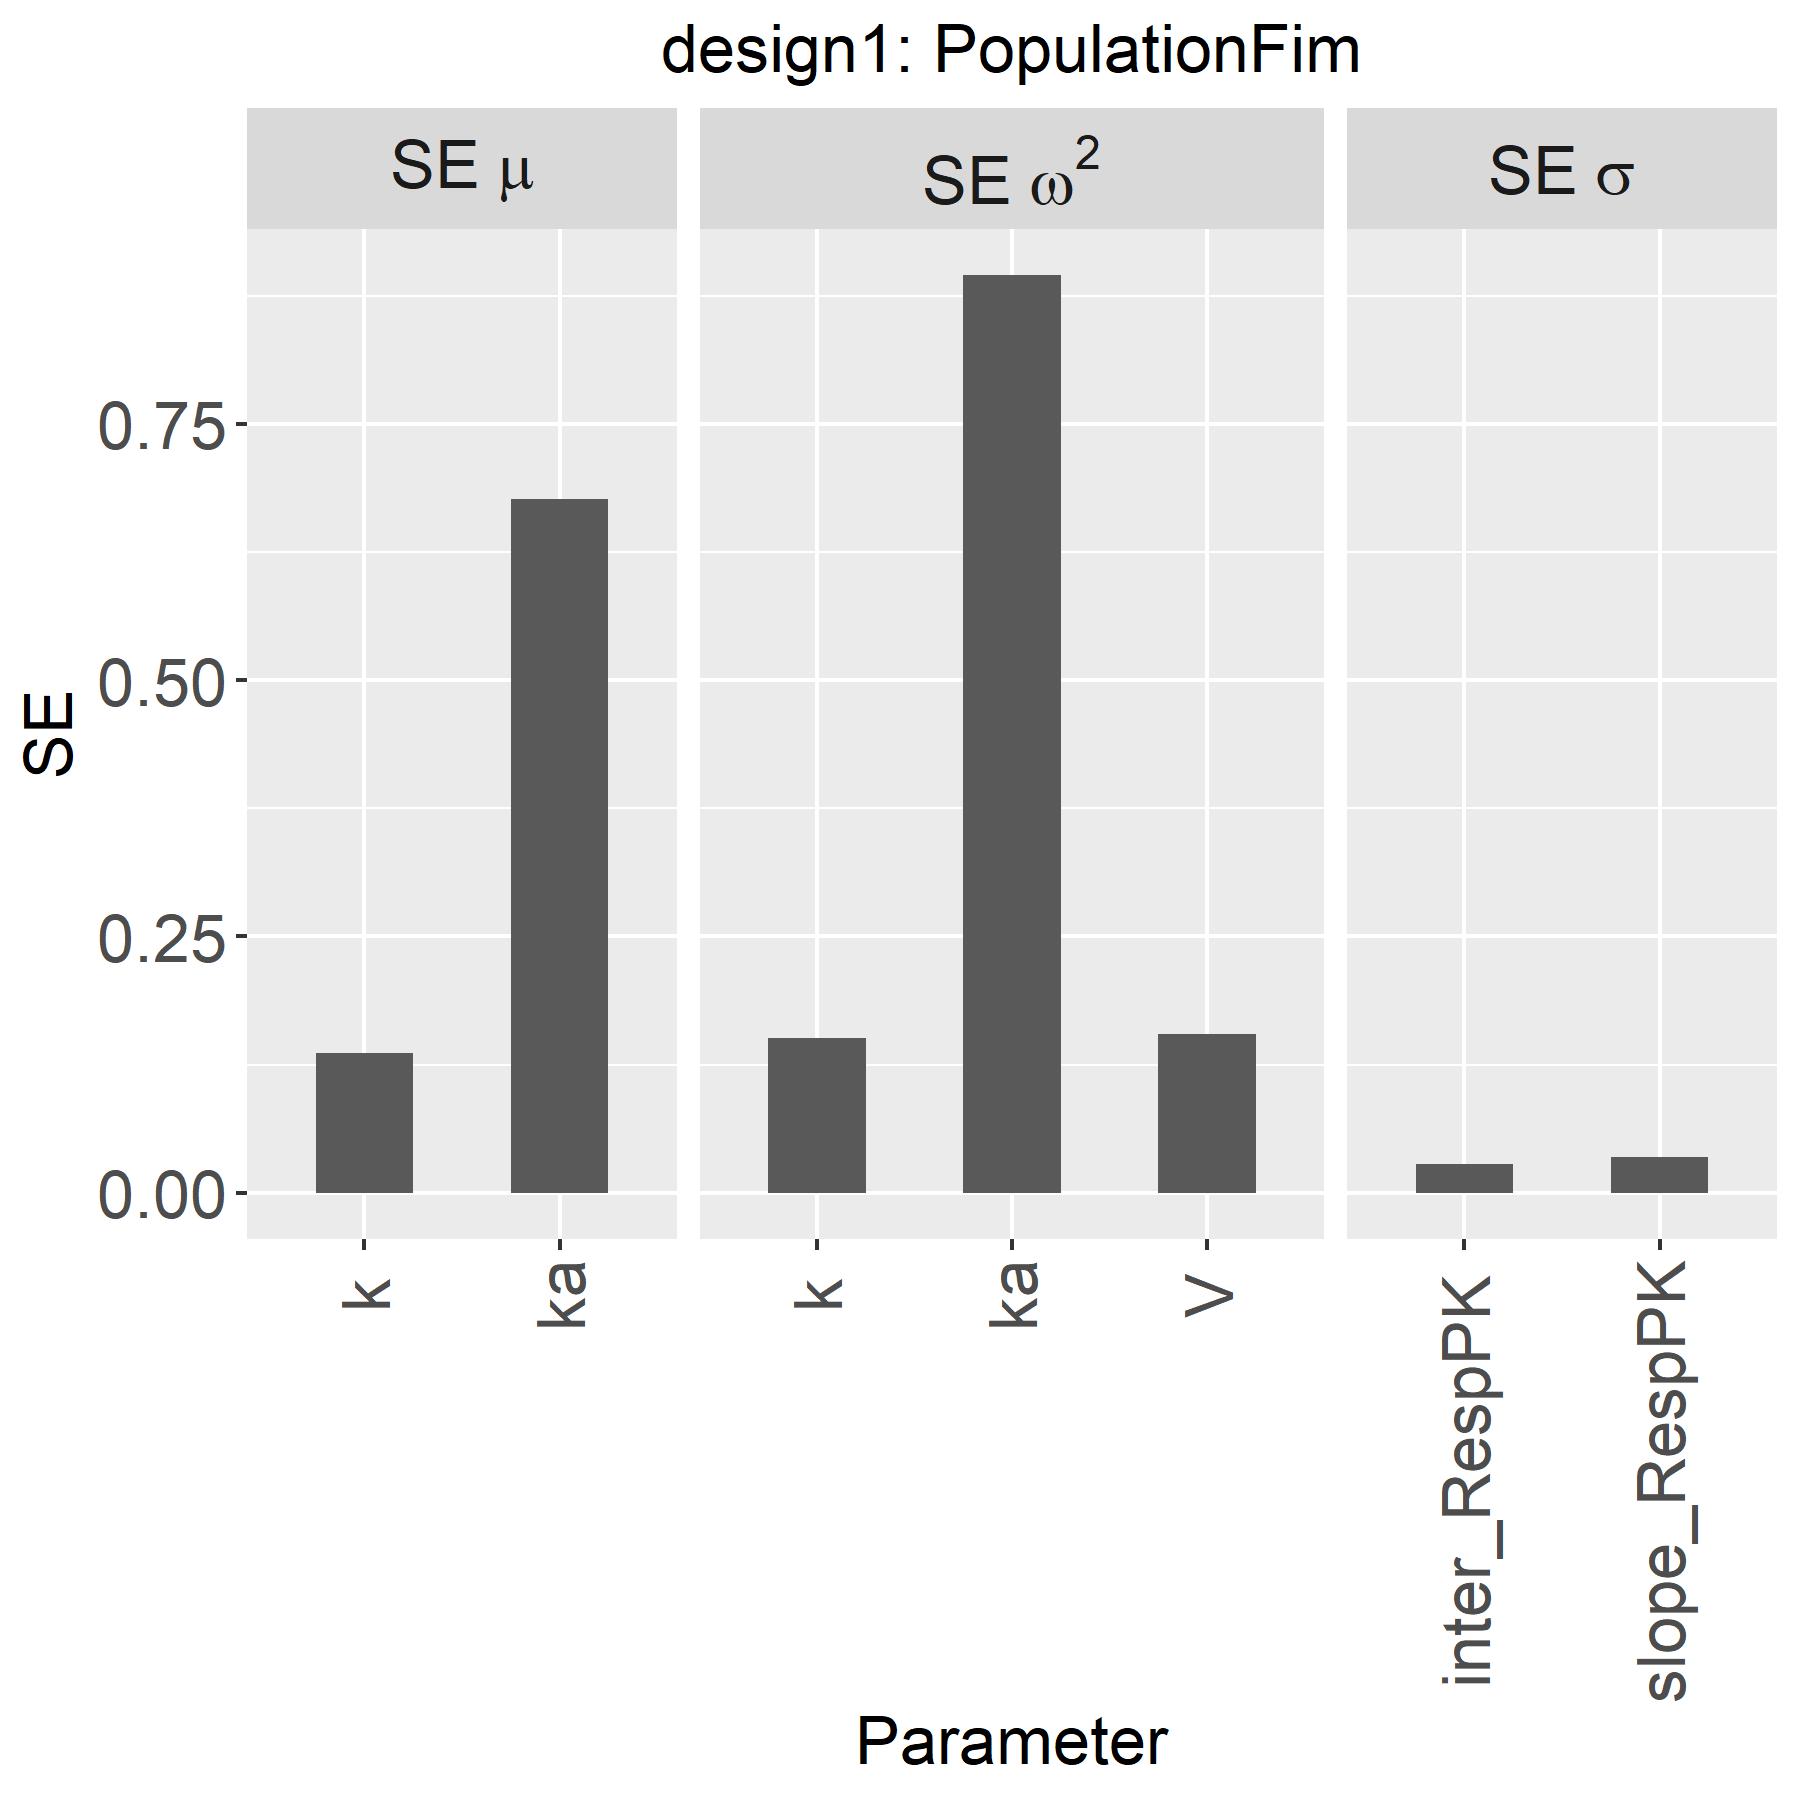 design1: PopulationFim
SE μ
SE ω²
SE σ
SE
0.75
0.50
0.25
0.00
k
ka
k
ka
V
inter_RespPK
slope_RespPK
Parameter